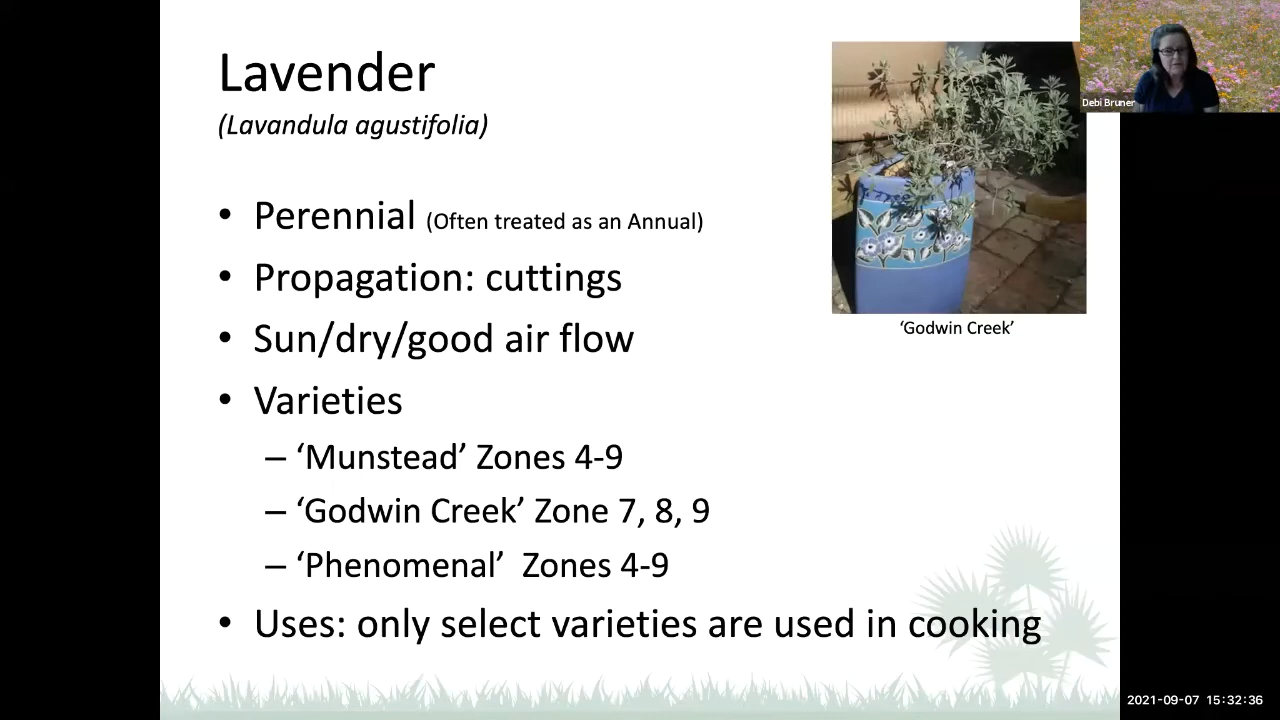 Lavender
(Lavandula agustifolia)
• Perennial (Often treated as an Annual)
• Propagation: cuttings
• Sun/dry/good air flow
• Varieties
– ‘Munstead’ Zones 4-9
– ‘Godwin Creek’ Zone 7, 8, 9
– ‘Phenomenal’ Zones 4-9
• Uses: only select varieties are used in cooking
‘Godwin Creek’
Debi Bruner
2021-09-07 15:32:36